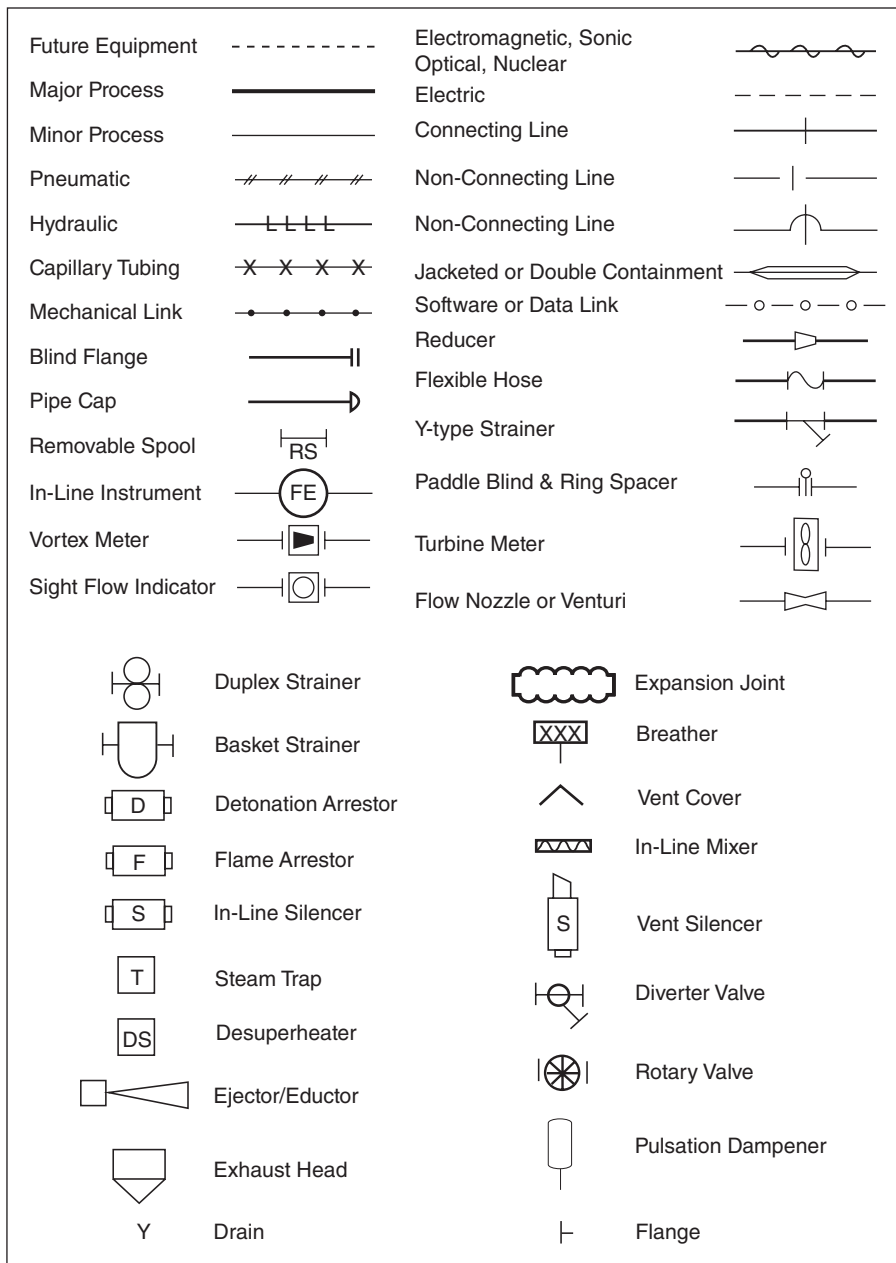 Future Equipment
Major Process
Minor Process
Pneumatic
Hydraulic
L L L L
Capillary Tubing
X X X X
Mechanical Link
Blind Flange
Pipe Cap
Removable Spool
RS
In-Line Instrument
FE
Vortex Meter
Sight Flow Indicator
Electromagnetic, Sonic
Optical, Nuclear
Electric
Connecting Line
Non-Connecting Line
Non-Connecting Line
Jacketed or Double Containment
Software or Data Link
Reducer
Flexible Hose
Y-type Strainer
Paddle Blind & Ring Spacer
Turbine Meter
Flow Nozzle or Venturi
Duplex Strainer
Basket Strainer
D
Detonation Arrestor
F
Flame Arrestor
S
In-Line Silencer
T
Steam Trap
DS
Desuperheater
Ejector/Eductor
Exhaust Head
Y
Drain
Expansion Joint
XXX
Breather
Vent Cover
In-Line Mixer
S
Vent Silencer
Diverter Valve
Rotary Valve
Pulsation Dampener
Flange